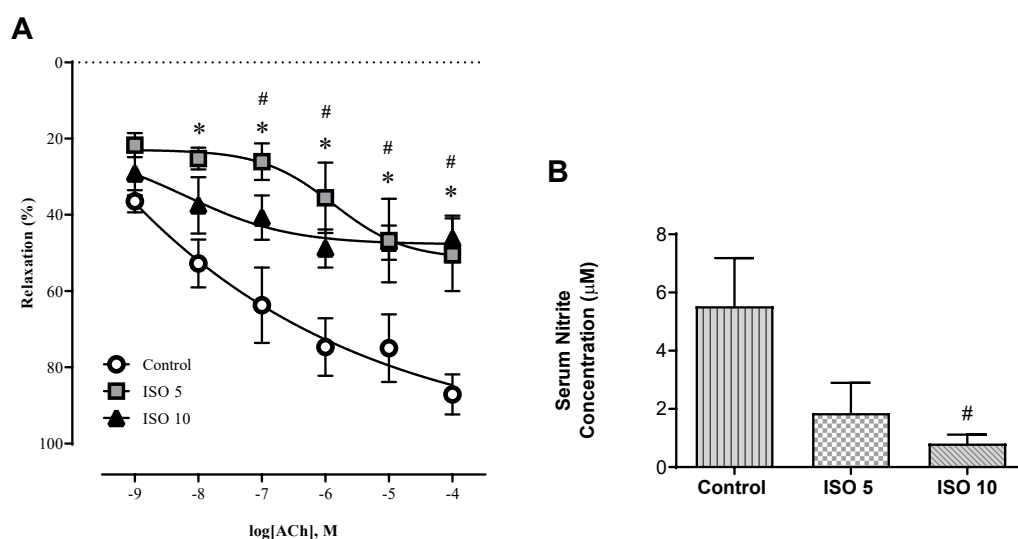 A
0
20
40
60
80
100
Relaxation (%)
#
#
#
#
*
*
*
*
*
Control
ISO 5
ISO 10
-9
-8
-7
-6
-5
-4
log[ACh], M
B
8
6
4
2
0
Serum Nitrite
Concentration (μM)
#
Control
ISO 5
ISO 10